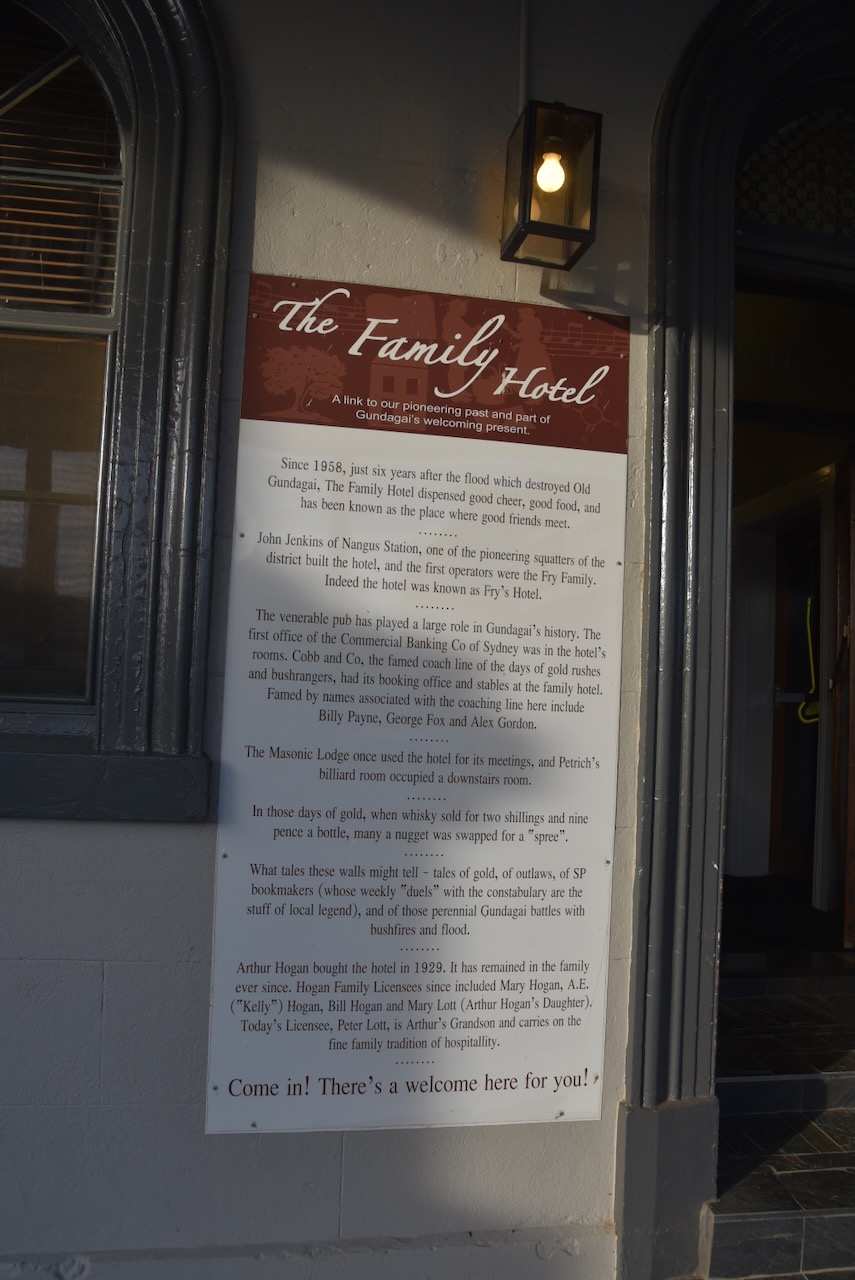 The Family Hotel
A link to our pioneering past and part of
Gundagai's welcoming present.
Since 1958, just six years after the flood which destroyed Old
Gundagai, The Family Hotel dispensed good cheer, good food, and
has been known as the place where good friends meet.
........
John Jenkins of Nangus Station, one of the pioneering squatters of the
district built the hotel, and the first operators were the Fry Family.
Indeed the hotel was known as Fry's Hotel.
........
The venerable pub has played a large role in Gundagai's history. The
first office of the Commercial Banking Co of Sydney was in the hotel's
rooms. Cobb and Co, the famed coach line of the days of gold rushes
and bushrangers, had its booking office and stables at the family hotel.
Famed by names associated with the coaching line here include
Billy Payne, George Fox and Alex Gordon.
........
The Masonic Lodge once used the hotel for its meetings, and Petrich's
billiard room occupied a downstairs room.
........
In those days of gold, when whisky sold for two shillings and nine
pence a bottle, many a nugget was swapped for a "spree".
........
What tales these walls might tell - tales of gold, of outlaws, of SP
bookmakers (whose weekly "duels" with the constabulary are the
stuff of local legend), and of those perennial Gundagai battles with
bushfires and flood.
........
Arthur Hogan bought the hotel in 1929. It has remained in the family
ever since. Hogan Family Licensees since included Mary Hogan, A.E.
("Kelly") Hogan, Bill Hogan and Mary Lott (Arthur Hogan's Daughter).
Today's Licensee, Peter Lott, is Arthur's Grandson and carries on the
fine family tradition of hospitallity.
........
Come in! There's a welcome here for you!